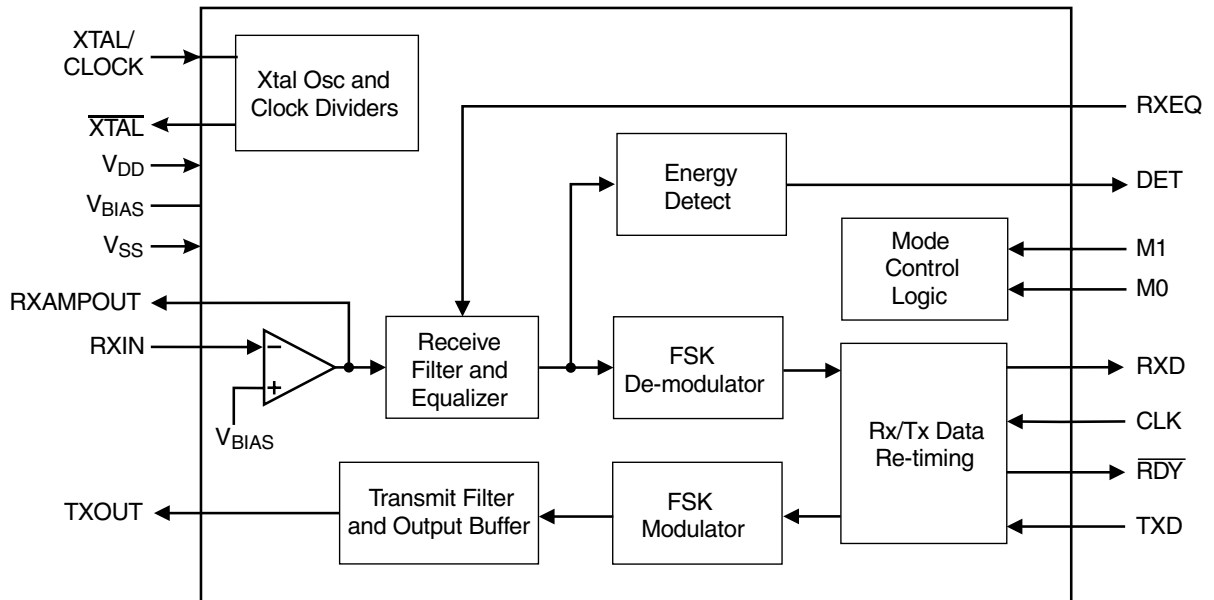 XTAL/
CLOCK
XTAL
VDD
VBIAS
VSS
RXAMPOUT
RXIN
TXOUT
Xtal Osc and
Clock Dividers
Energy
Detect
Mode
Control
Logic
−
+
VBIAS
Receive
Filter and
Equalizer
FSK
De-modulator
Rx/Tx Data
Re-timing
Transmit Filter
and Output Buffer
FSK
Modulator
RXEQ
DET
M1
M0
RXD
CLK
RDY
TXD